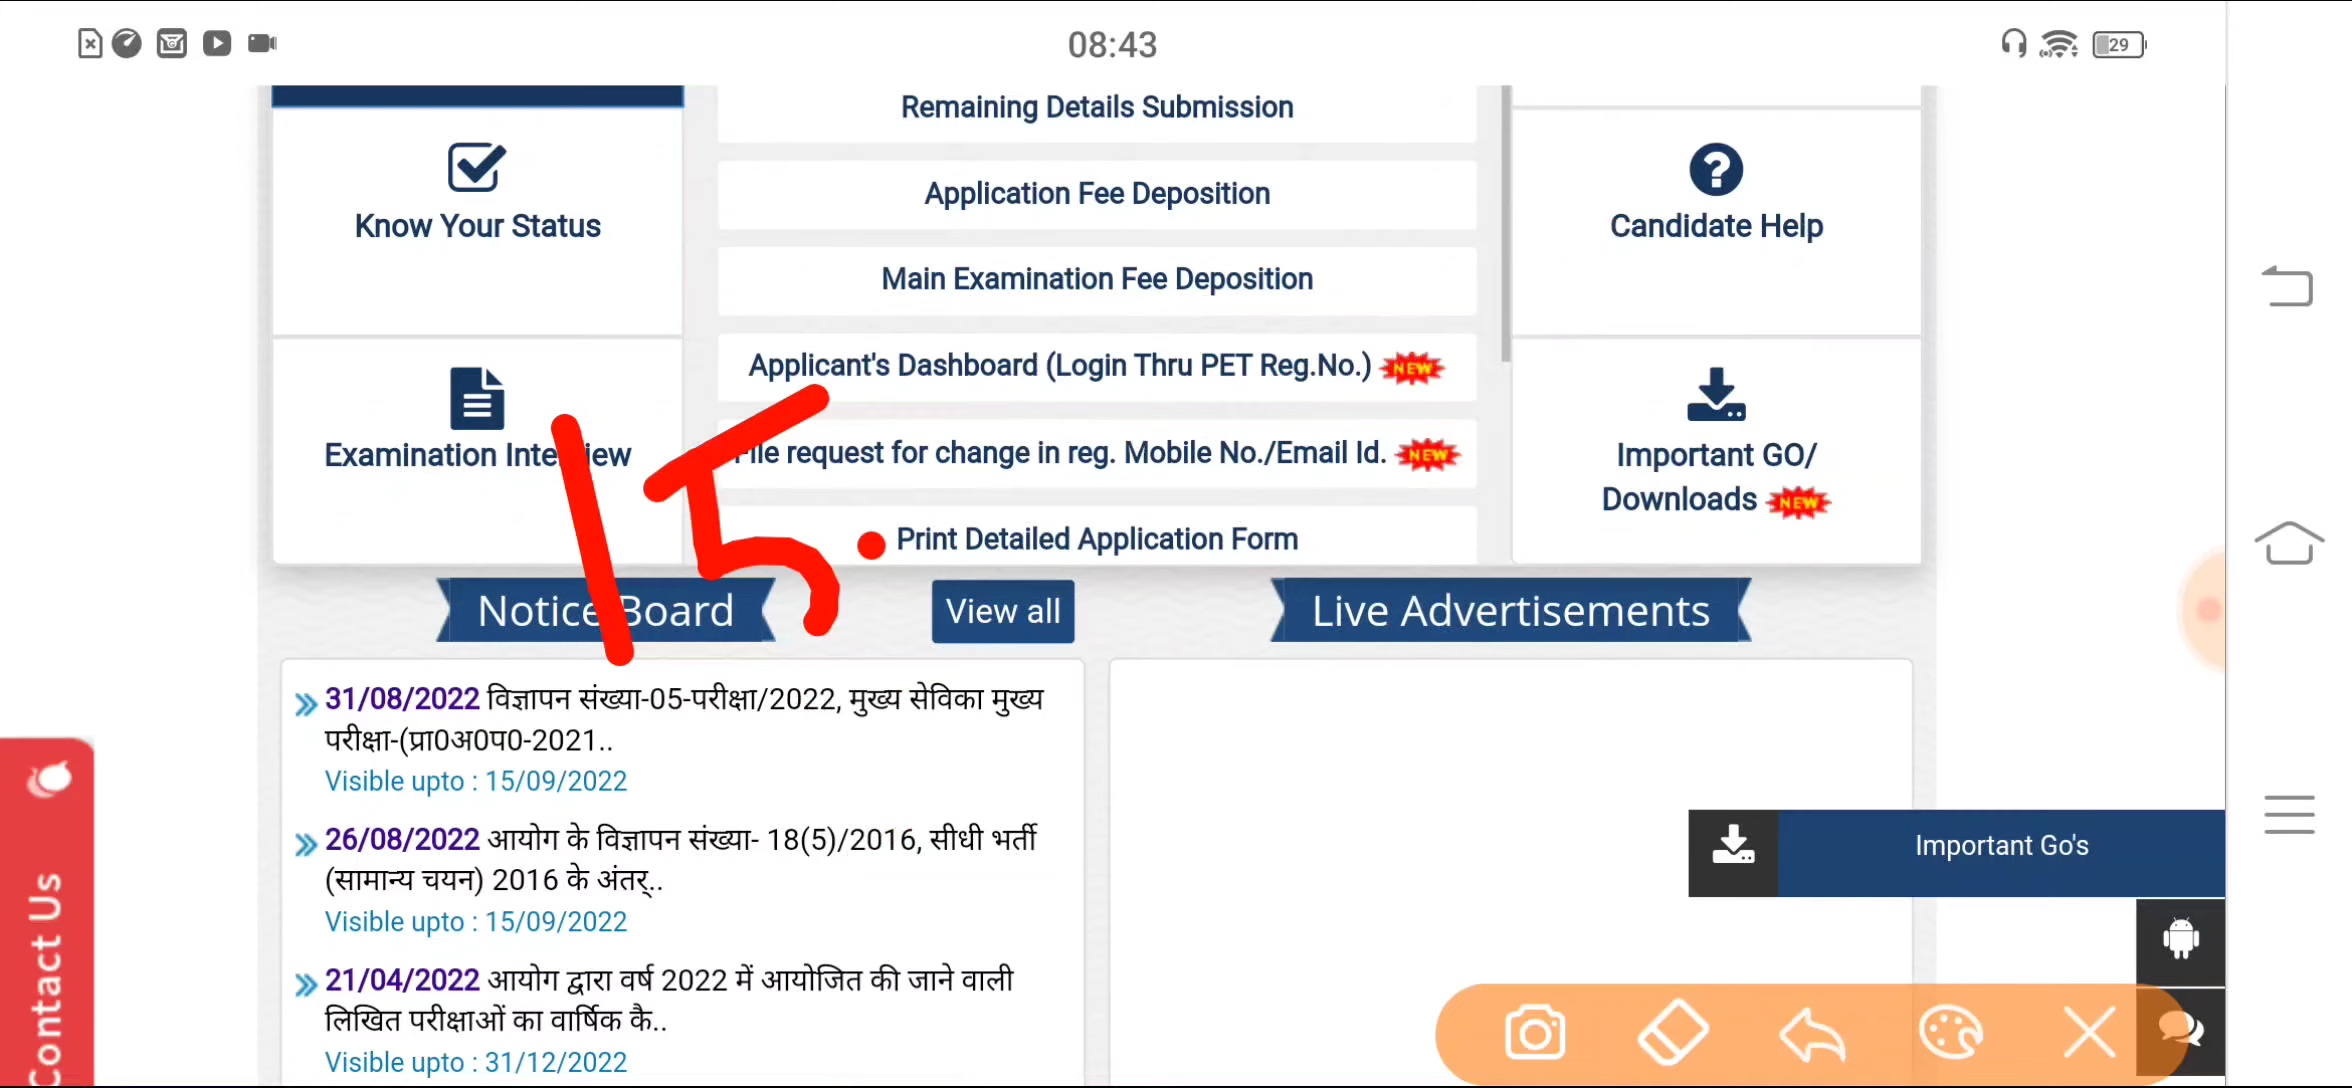 08:43
29
Remaining Details Submission
Application Fee Deposition
Main Examination Fee Deposition
Applicant's Dashboard (Login Thru PET Reg.No.) NEW
File request for change in reg. Mobile No./Email Id. NEW
Print Detailed Application Form
Know Your Status
Examination Interview
Candidate Help
Important GO/
Downloads NEW
15.
Notice Board
View all
Live Advertisements
31/08/2022 विज्ञापन संख्या-05-परीक्षा/2022, मुख्य सेविका मुख्य
परीक्षा-(प्रा0अ0प0-2021..
Visible upto : 15/09/2022
26/08/2022 आयोग के विज्ञापन संख्या- 18(5)/2016, सीधी भर्ती
(सामान्य चयन) 2016 के अंतर्..
Visible upto : 15/09/2022
21/04/2022 आयोग द्वारा वर्ष 2022 में आयोजित की जाने वाली
लिखित परीक्षाओं का वार्षिक कै..
Visible upto : 31/12/2022
Important Go's
Contact Us